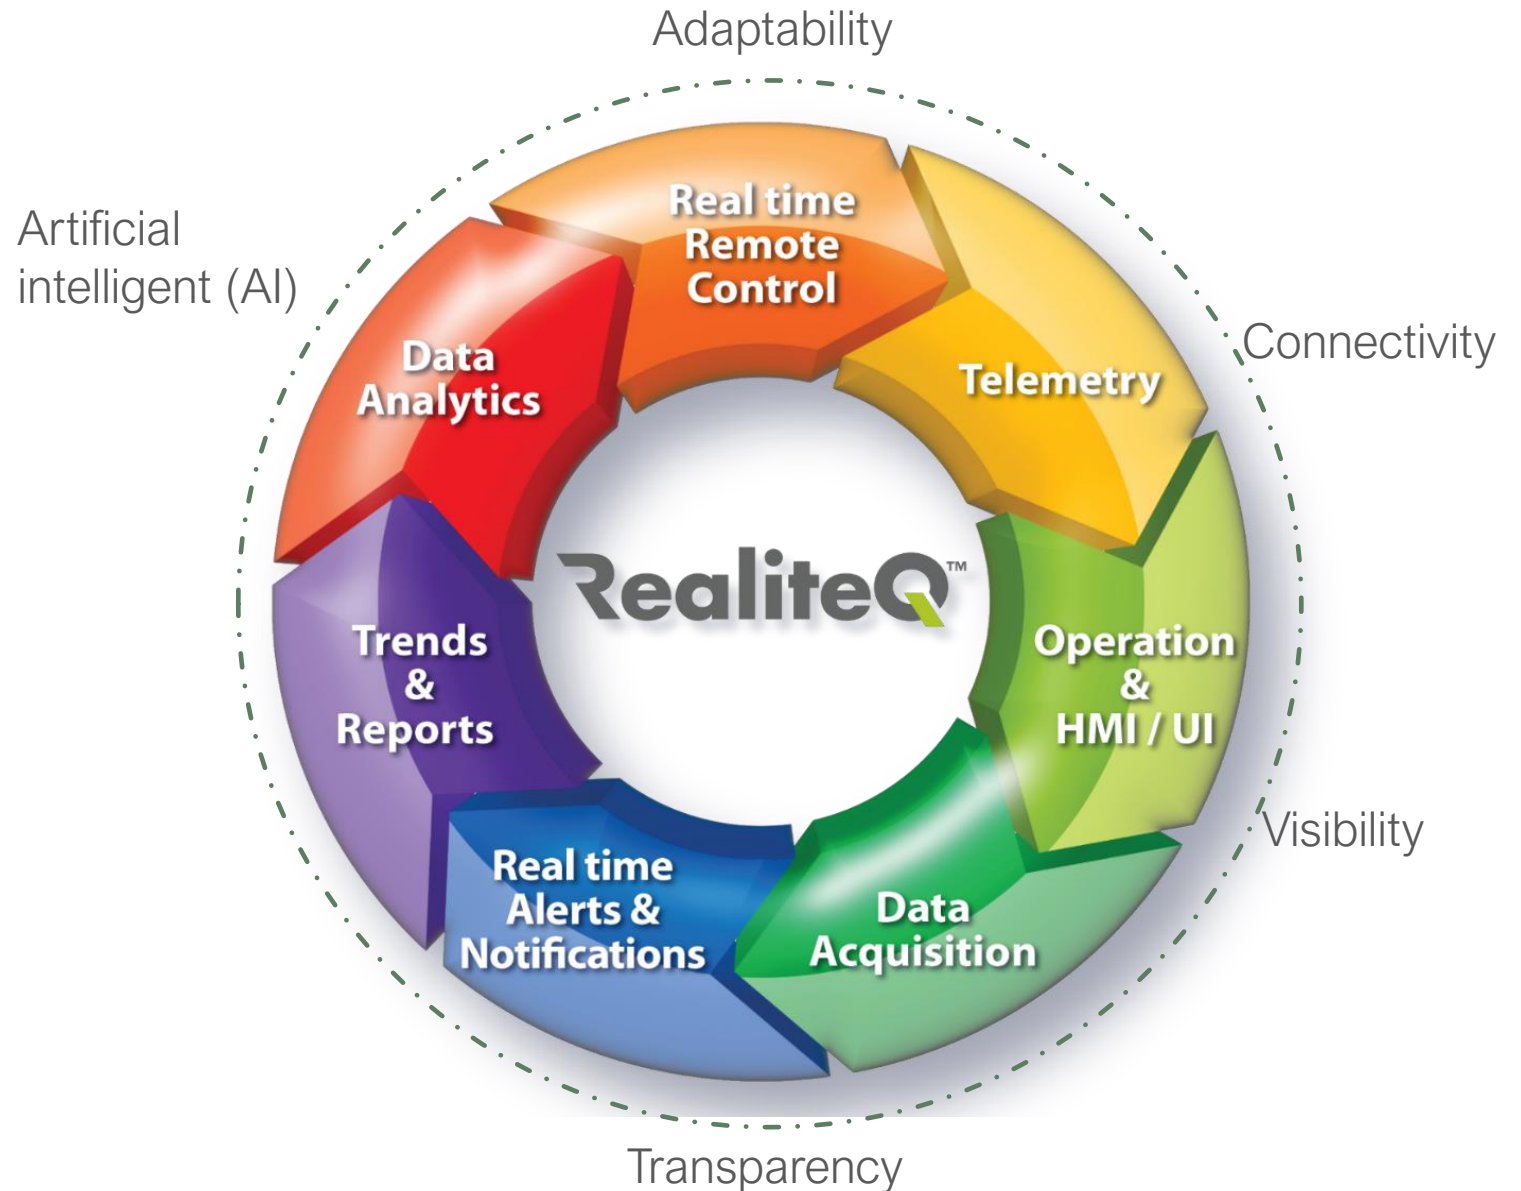 Adaptability
Artificial
intelligent (AI)
Real time
Remote
Control
Connectivity
Data
Analytics
Telemetry
RealiteQ™
Trends
&
Reports
Operation
&
HMI / UI
Visibility
Real time
Alerts &
Notifications
Data
Acquisition
Transparency